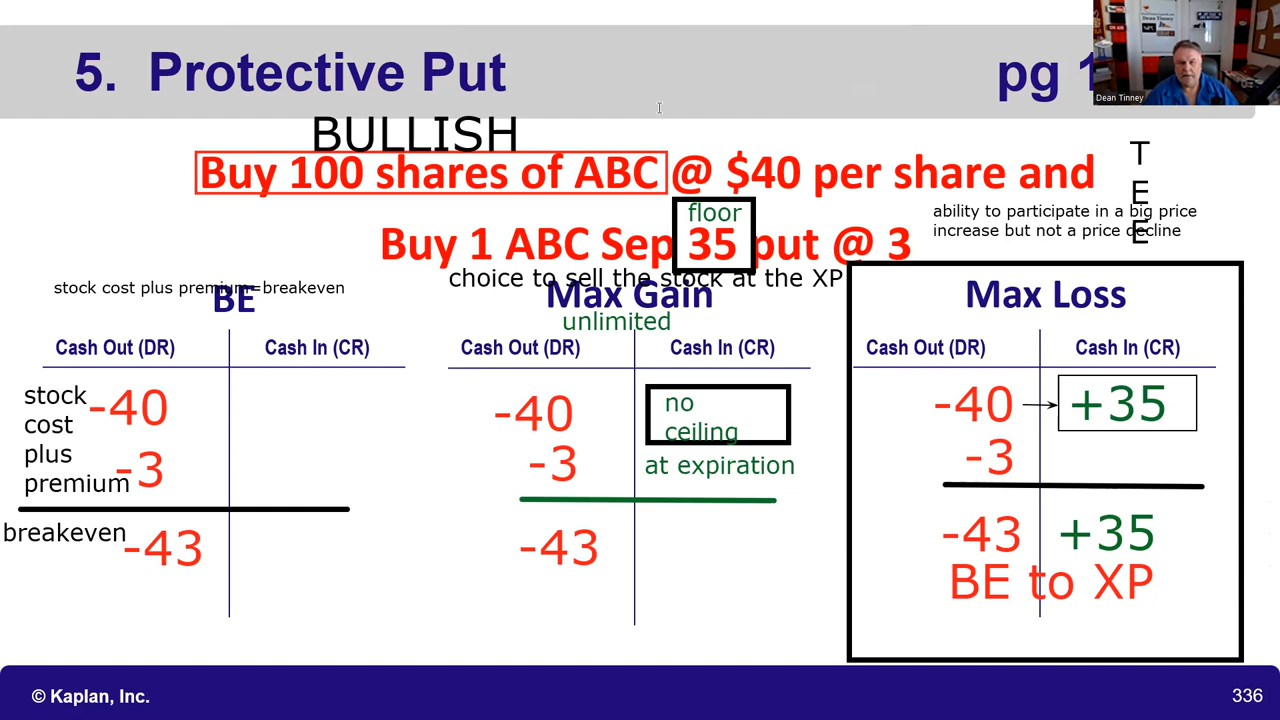 5. Protective Put
pg 1
Dean Tinney
BULLISH
Buy 100 shares of ABC @ $40 per share and
T
E
E
floor
Buy 1 ABC Sep 35 put @ 3
ability to participate in a big price
increase but not a price decline
choice to sell the stock at the XP
stock cost plus premium=breakeven
BE
Max Gain
Max Loss
unlimited
Cash Out (DR) Cash In (CR)
Cash Out (DR) Cash In (CR)
Cash Out (DR) Cash In (CR)
stock
cost
plus
premium
-40
-3
breakeven
-43
-40
no
ceiling
-3
at expiration
-43
-40 +35
-3
-43 +35
BE to XP
© Kaplan, Inc.
336